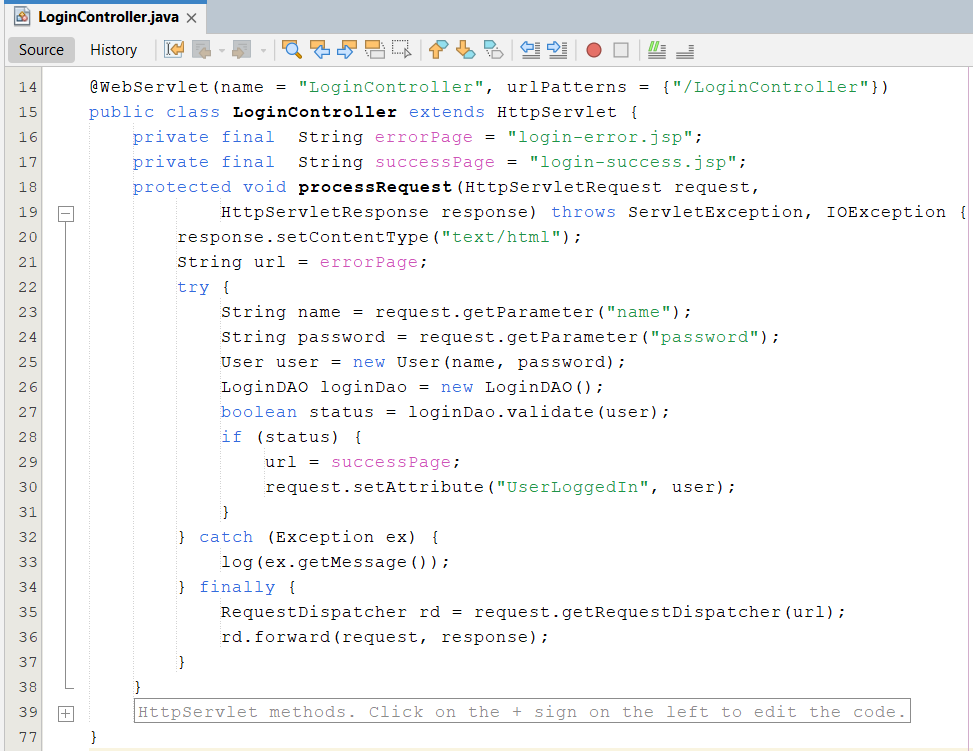 LoginController.java
Source History
14 @WebServlet(name = "LoginController", urlPatterns = {"/LoginController"})
15 public class LoginController extends HttpServlet {
16 private final String errorPage = "login-error.jsp";
17 private final String successPage = "login-success.jsp";
18 protected void processRequest(HttpServletRequest request,
19 HttpServletResponse response) throws ServletException, IOException {
20 response.setContentType("text/html");
21 String url = errorPage;
22 try {
23 String name = request.getParameter("name");
24 String password = request.getParameter("password");
25 User user = new User(name, password);
26 LoginDAO loginDao = new LoginDAO();
27 boolean status = loginDao.validate(user);
28 if (status) {
29 url = successPage;
30 request.setAttribute("UserLoggedIn", user);
31 }
32 } catch (Exception ex) {
33 log(ex.getMessage());
34 } finally {
35 RequestDispatcher rd = request.getRequestDispatcher(url);
36 rd.forward(request, response);
37 }
38 }
39 HttpServlet methods. Click on the + sign on the left to edit the code.
77 }